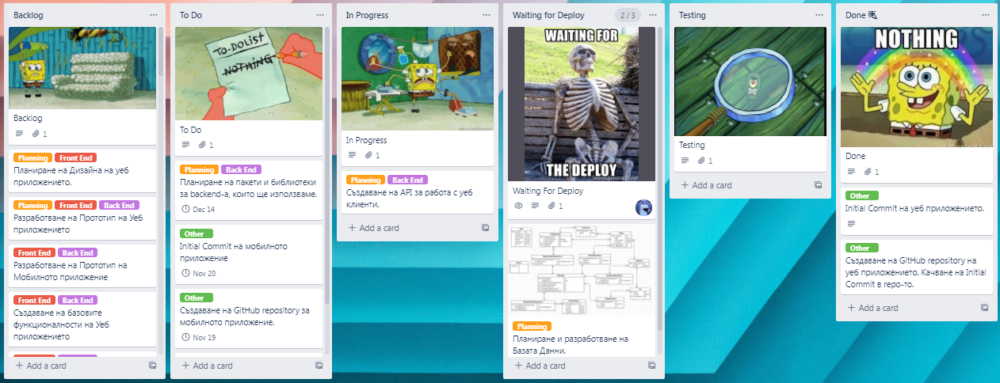 Backlog
Backlog
1
Planning Front End
Планиране на Дизайна на уеб
приложението.
Planning Front End Back End
Разработване на Прототип на Уеб
приложението
Front End Back End
Разработване на Прототип на
Мобилното приложение
Front End Back End
Създаване на базовите
функционалности на Уеб
приложението
+ Add a card
To Do
TO-DO LIST
NOTHING
To Do
1
Planning Back End
Планиране на пакети и библиотеки
за backend-а, които ще използваме.
Dec 14
Other
Initial Commit на мобилното
приложение
Nov 20
Other
Създаване на GitHub repository за
мобилното приложение.
Nov 19
+ Add a card
In Progress
In Progress
1
Planning Back End
Създаване на API за работа с уеб
клиенти.
+ Add a card
Waiting for Deploy 2 / 3
WAITING FOR
THE DEPLOY
Waiting For Deploy
1
Planning
Планиране и разработване на
Базата Данни.
+ Add a card
Testing
Testing
1
+ Add a card
Done
NOTHING
Done
1
Other
Initial Commit на уеб приложението.
Other
Създаване на GitHub repository на
уеб приложението. Качване на Initial
Commit в репо-то.
+ Add a card